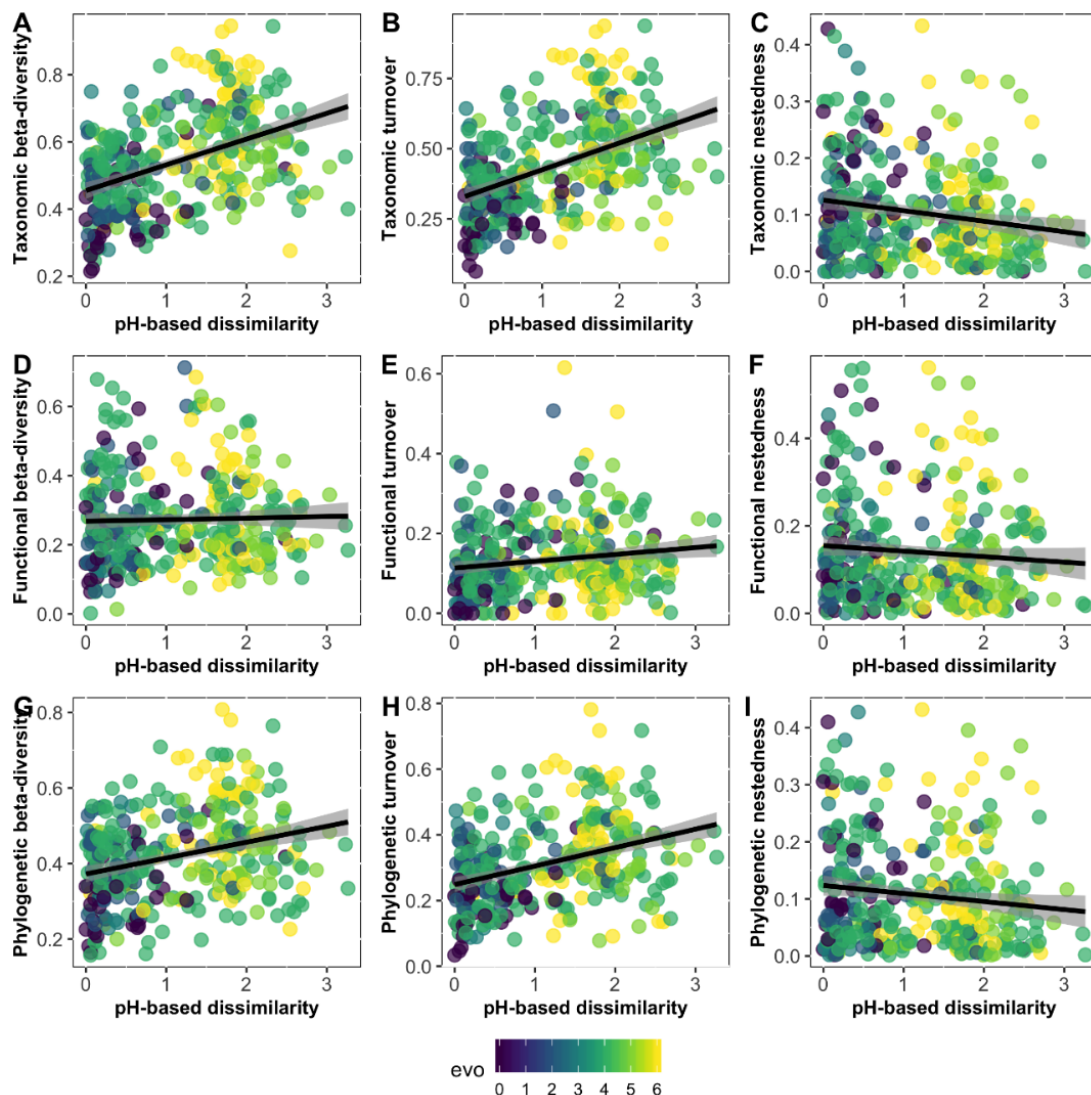 A B C
Taxonomic beta-diversity
0.8
0.6
0.4
0.2
0 1 2 3
pH-based dissimilarity
Taxonomic turnover
0.75
0.50
0.25
0 1 2 3
pH-based dissimilarity
Taxonomic nestedness
0.4
0.3
0.2
0.1
0.0
0 1 2 3
pH-based dissimilarity
D E F
Functional beta-diversity
0.6
0.4
0.2
0.0
0 1 2 3
pH-based dissimilarity
Functional turnover
0.6
0.4
0.2
0.0
0 1 2 3
pH-based dissimilarity
Functional nestedness
0.4
0.2
0.0
0 1 2 3
pH-based dissimilarity
G H I
Phylogenetic beta-diversity
0.8
0.6
0.4
0.2
0 1 2 3
pH-based dissimilarity
Phylogenetic turnover
0.8
0.6
0.4
0.2
0.0
0 1 2 3
pH-based dissimilarity
Phylogenetic nestedness
0.4
0.3
0.2
0.1
0.0
0 1 2 3
pH-based dissimilarity
evo
0 1 2 3 4 5 6